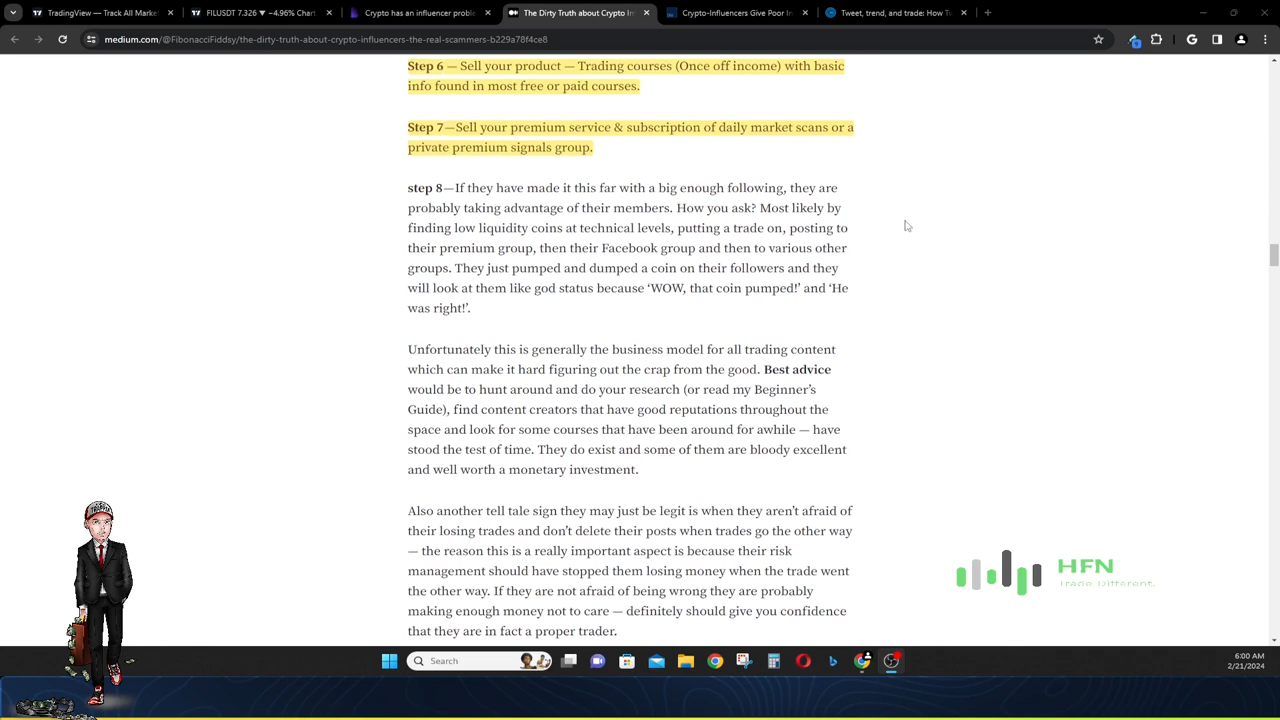 TradingView — Track All Market
FILUSDT 7.326 ▼ −4.96% Chart
Crypto has an influencer proble
The Dirty Truth about Crypto In
Crypto-Influencers Give Poor In
Tweet, trend, and trade: How Tw
medium.com/@FibonacciFiddsy/the-dirty-truth-about-crypto-influencers-the-real-scammers-b229a78f4ce8
Step 6 — Sell your product — Trading courses (Once off income) with basic
info found in most free or paid courses.
Step 7—Sell your premium service & subscription of daily market scans or a
private premium signals group.
step 8—If they have made it this far with a big enough following, they are
probably taking advantage of their members. How you ask? Most likely by
finding low liquidity coins at technical levels, putting a trade on, posting to
their premium group, then their Facebook group and then to various other
groups. They just pumped and dumped a coin on their followers and they
will look at them like god status because ‘WOW, that coin pumped!’ and ‘He
was right!’.
Unfortunately this is generally the business model for all trading content
which can make it hard figuring out the crap from the good. Best advice
would be to hunt around and do your research (or read my Beginner’s
Guide), find content creators that have good reputations throughout the
space and look for some courses that have been around for awhile — have
stood the test of time. They do exist and some of them are bloody excellent
and well worth a monetary investment.
Also another tell tale sign they may just be legit is when they aren’t afraid of
their losing trades and don’t delete their posts when trades go the other way
— the reason this is a really important aspect is because their risk
management should have stopped them losing money when the trade went
the other way. If they are not afraid of being wrong they are probably
making enough money not to care — definitely should give you confidence
that they are in fact a proper trader.
HFN
Trade Different.
Search
6:00 AM
2/21/2024